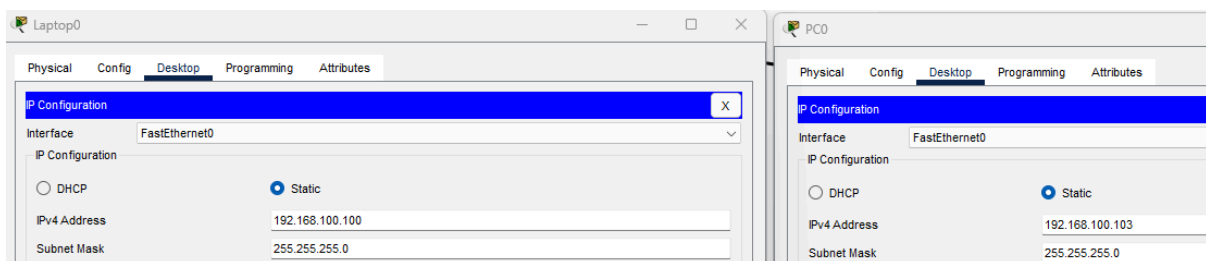 Laptop0
Physical Config Desktop Programming Attributes
IP Configuration X
Interface FastEthernet0
IP Configuration
DHCP Static
IPv4 Address 192.168.100.100
Subnet Mask 255.255.255.0
PC0
Physical Config Desktop Programming Attributes
IP Configuration
Interface FastEthernet0
IP Configuration
DHCP Static
IPv4 Address 192.168.100.103
Subnet Mask 255.255.255.0